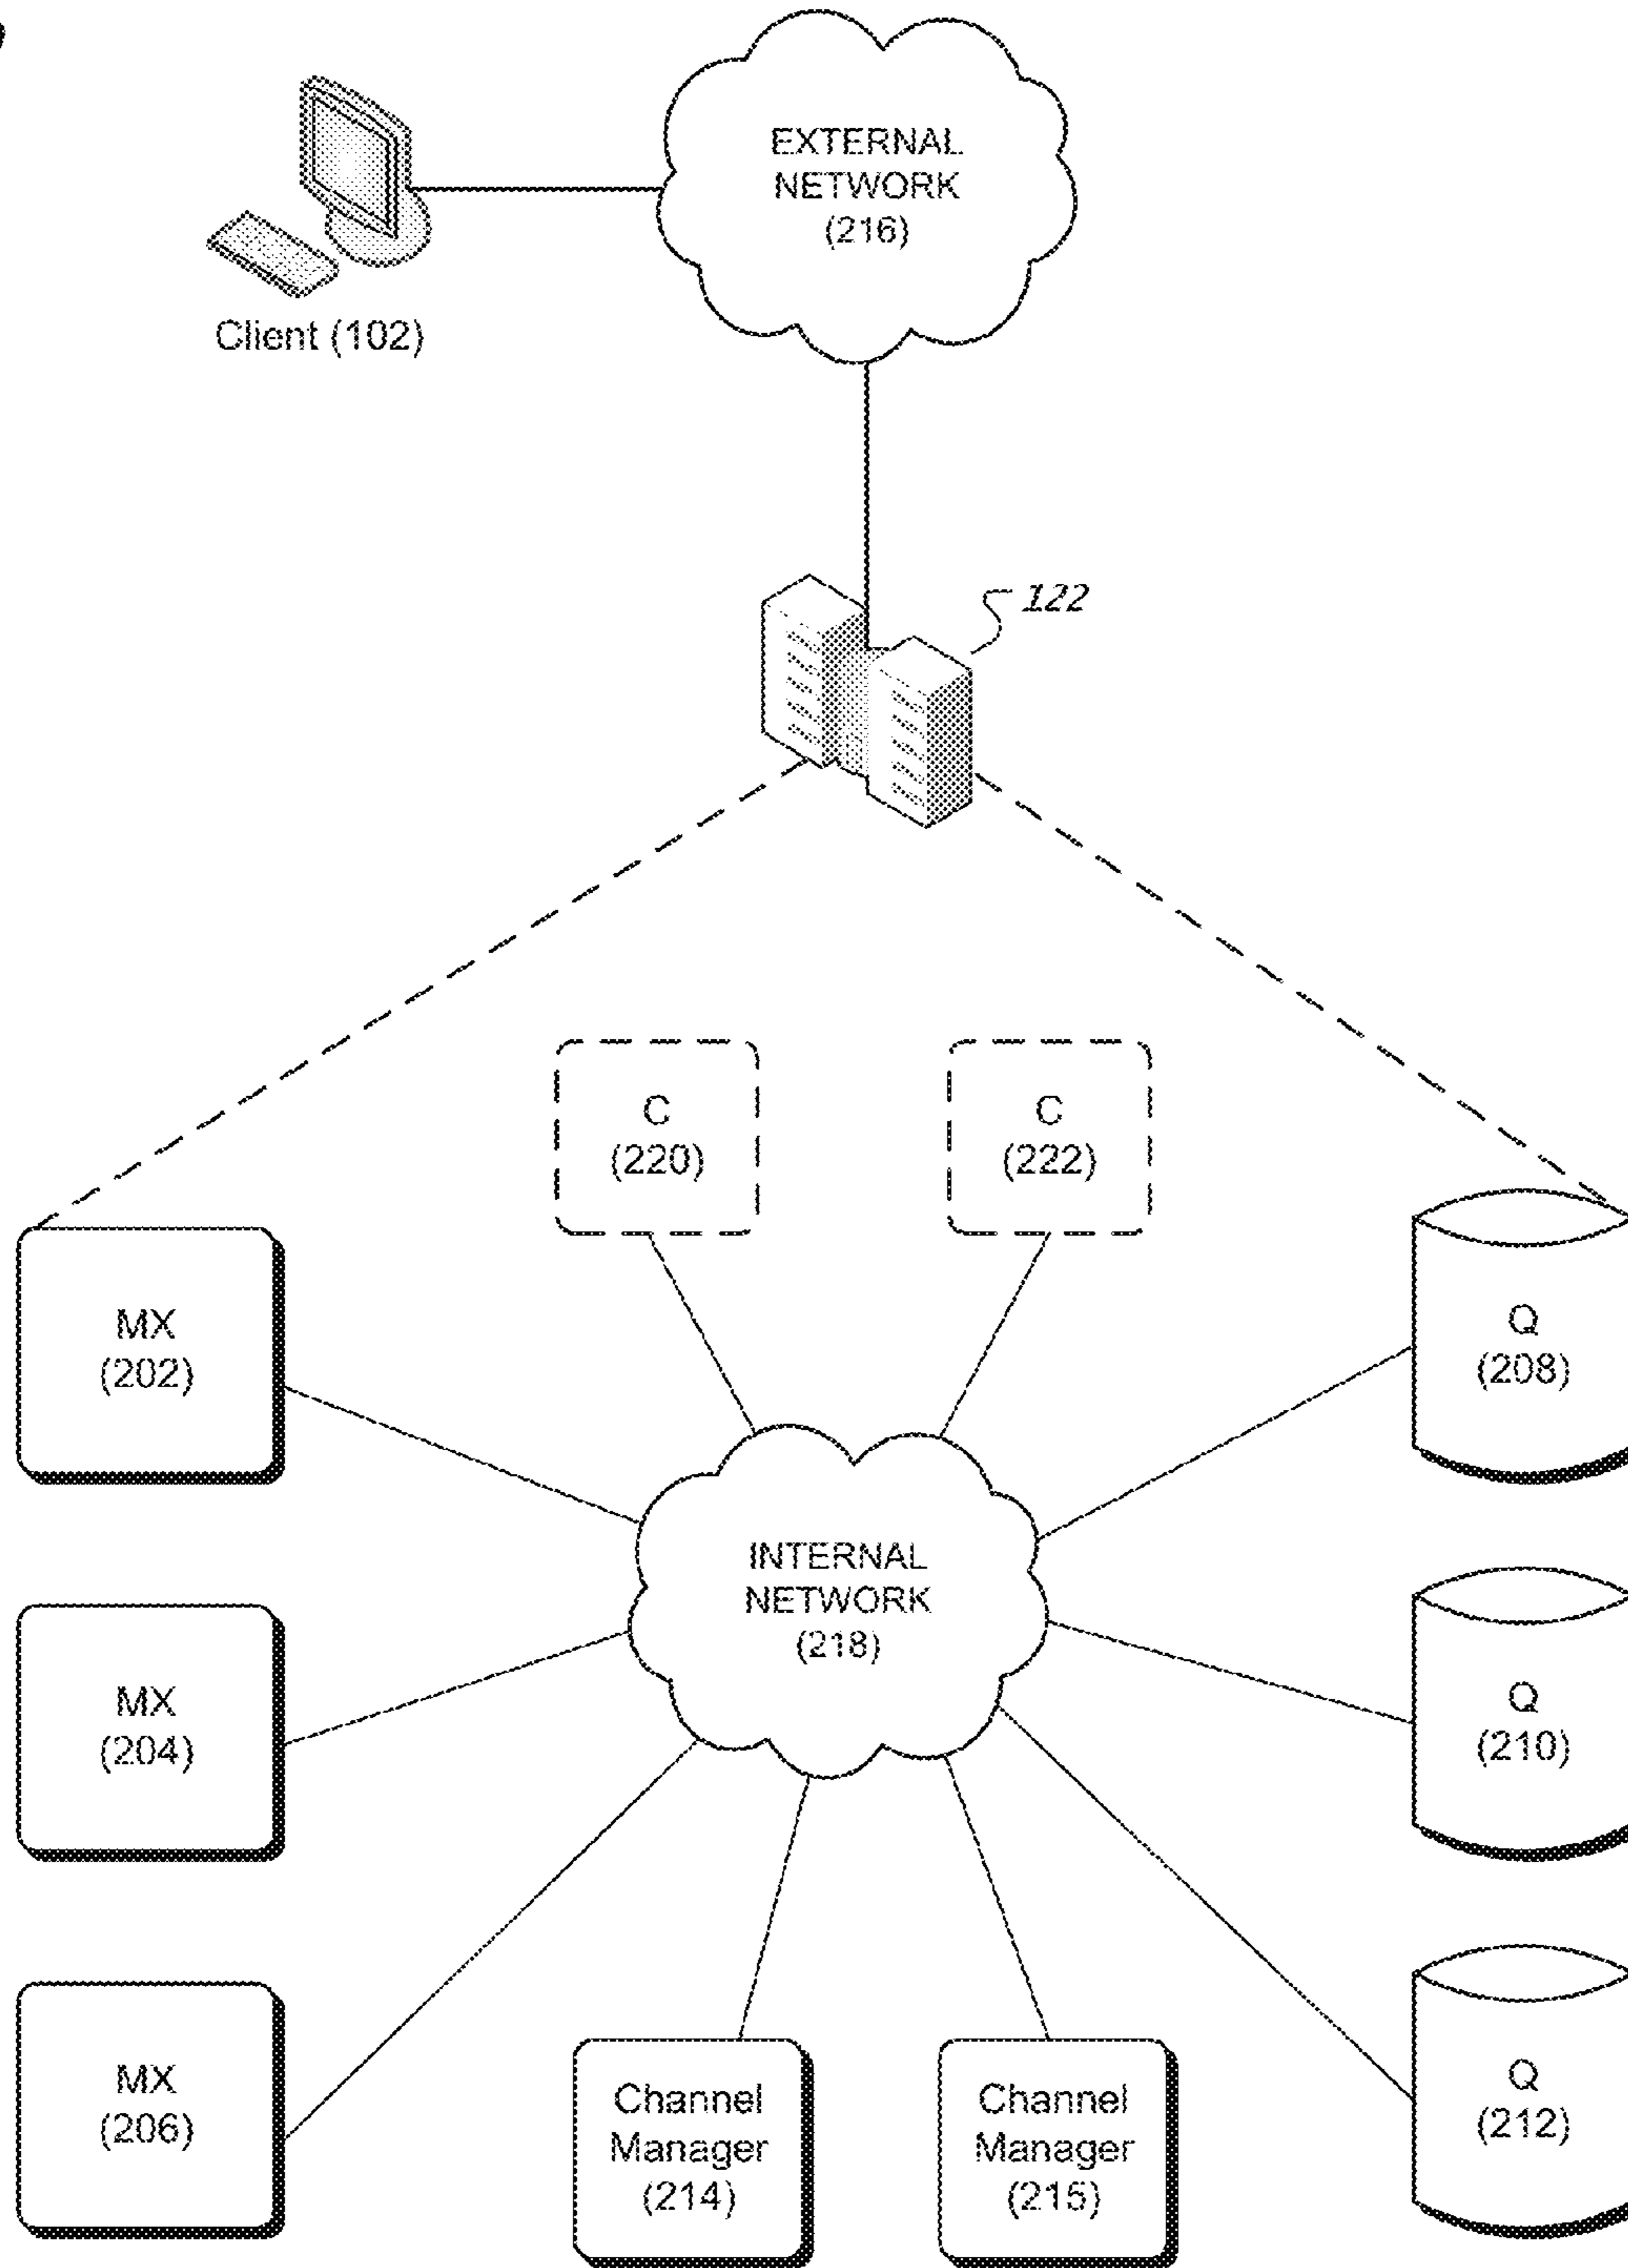 EXTERNAL
NETWORK
(216)
Client (102)
122
C
(220)
C
(222)
MX
(202)
Q
(208)
INTERNAL
NETWORK
(218)
MX
(204)
Q
(210)
MX
(206)
Channel
Manager
(214)
Channel
Manager
(215)
Q
(212)